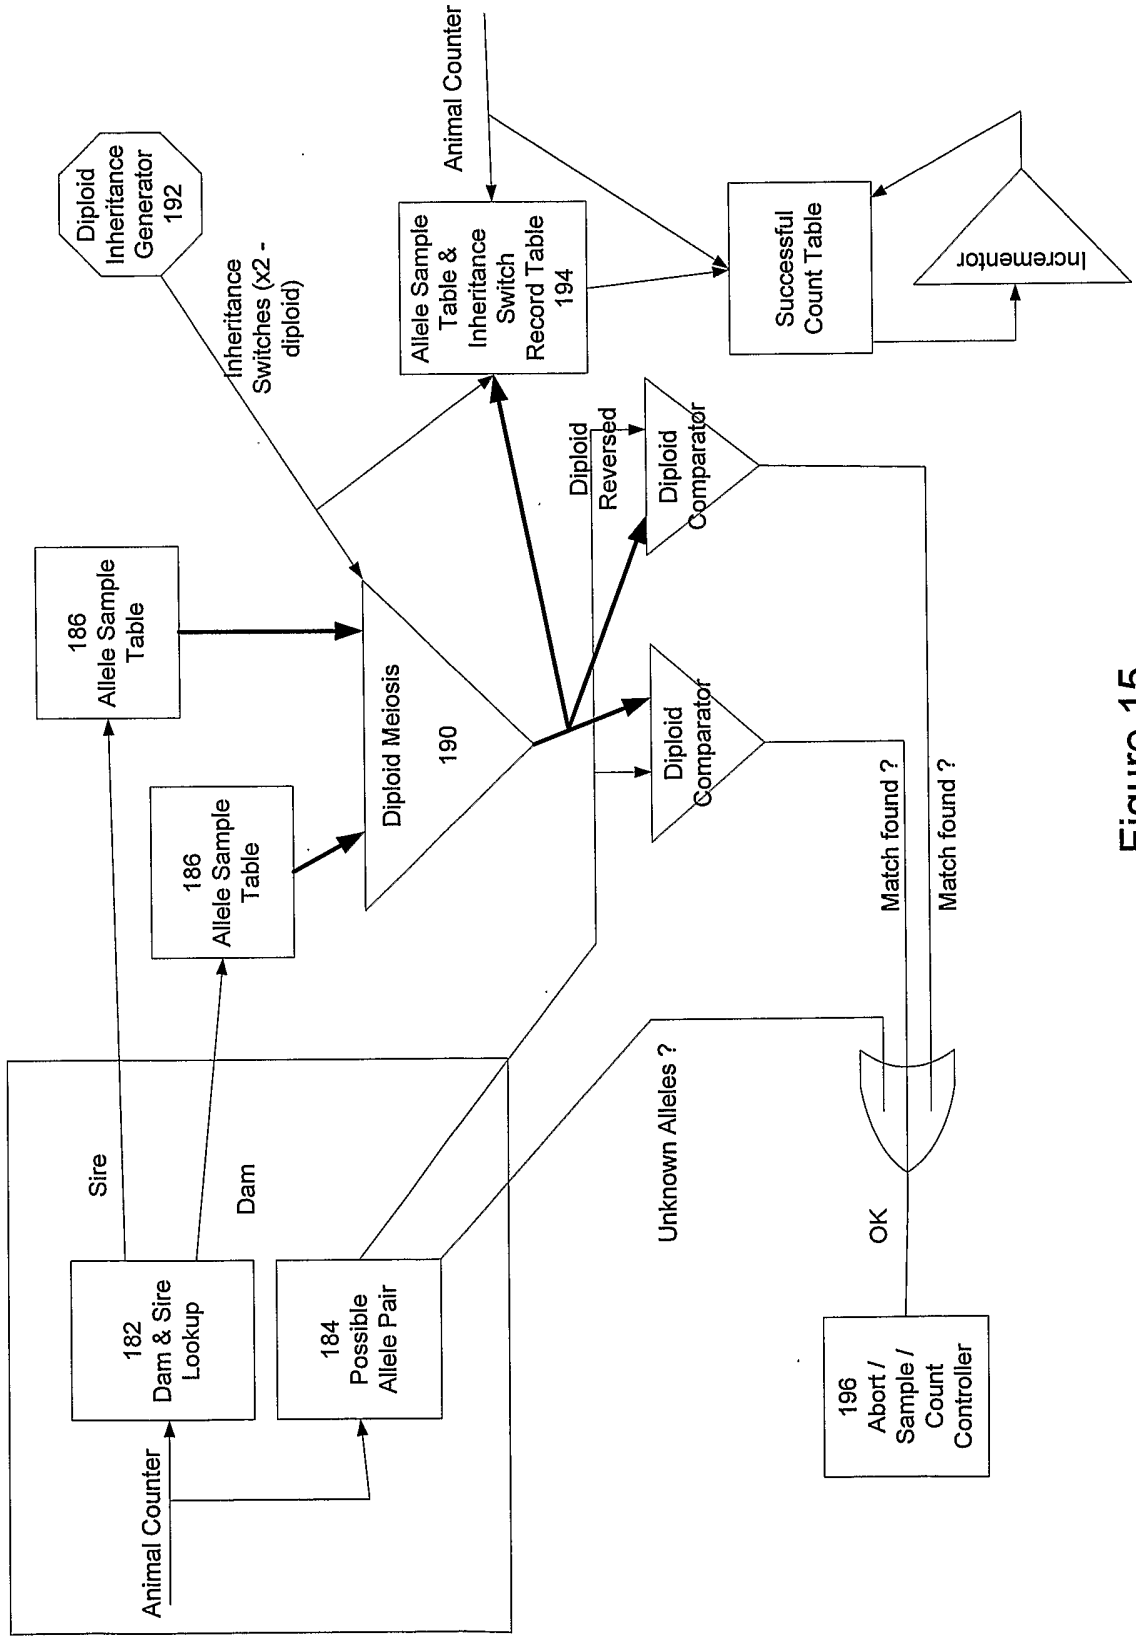 Animal Counter
182
Dam & Sire
Lookup
184
Possible
Allele Pair
Sire
Dam
186
Allele Sample
Table
186
Allele Sample
Table
Diploid
Inheritance
Generator
192
Inheritance
Switches (x2 -
diploid)
Diploid Meiosis
190
Animal Counter
Allele Sample
Table &
Inheritance
Switch
Record Table
194
Diploid
Reversed
Diploid
Comparator
Diploid
Comparator
Successful
Count Table
Incrementor
Unknown Alleles ?
Match found ?
Match found ?
OK
196
Abort /
Sample /
Count
Controller
Figure 15